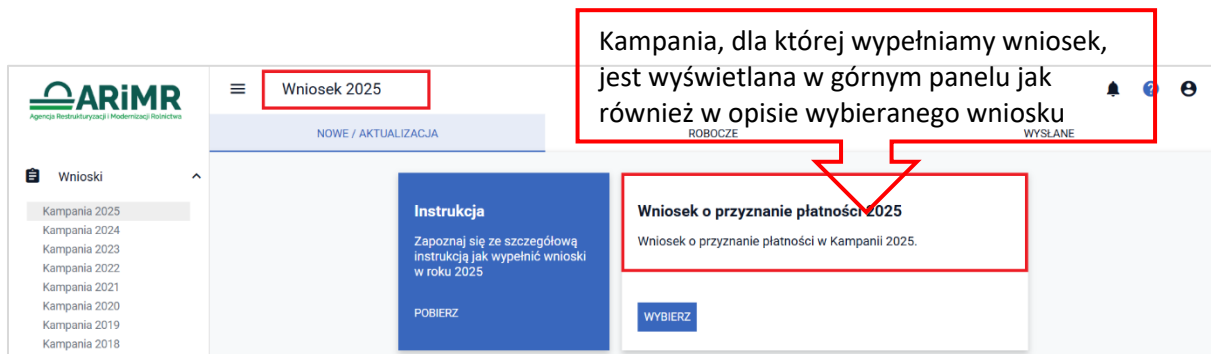 Kampania, dla której wypełniamy wniosek,
jest wyświetlana w górnym panelu jak
również w opisie wybieranego wniosku
ARiMR
Agencja Restrukturyzacji i Modernizacji Rolnictwa
Wniosek 2025
NOWE / AKTUALIZACJA
ROBOCZE
WYSŁANE
Wnioski
Kampania 2025
Kampania 2024
Kampania 2023
Kampania 2022
Kampania 2021
Kampania 2020
Kampania 2019
Kampania 2018
Instrukcja
Zapoznaj się ze szczegółową
instrukcją jak wypełnić wnioski
w roku 2025
POBIERZ
Wniosek o przyznanie płatności 2025
Wniosek o przyznanie płatności w Kampanii 2025.
WYBIERZ